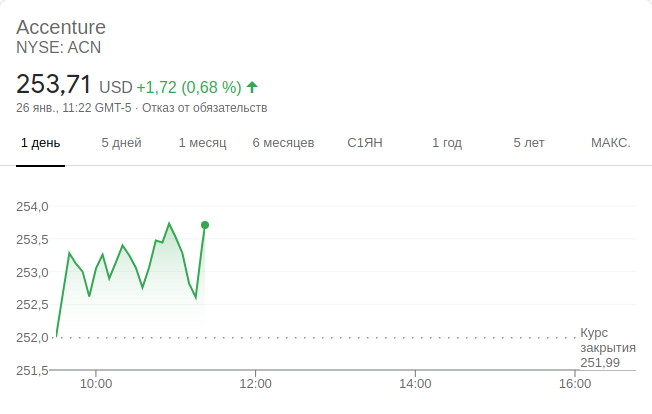 Accenture
NYSE: ACN
253,71 USD +1,72 (0,68 %)
26 янв., 11:22 GMT-5 · Отказ от обязательств
1 день 5 дней 1 месяц 6 месяцев С1ЯН 1 год 5 лет МАКС.
254,0
253,5
253,0
252,5
252,0
251,5
Курс
закрытия
251,99
10:00 12:00 14:00 16:00